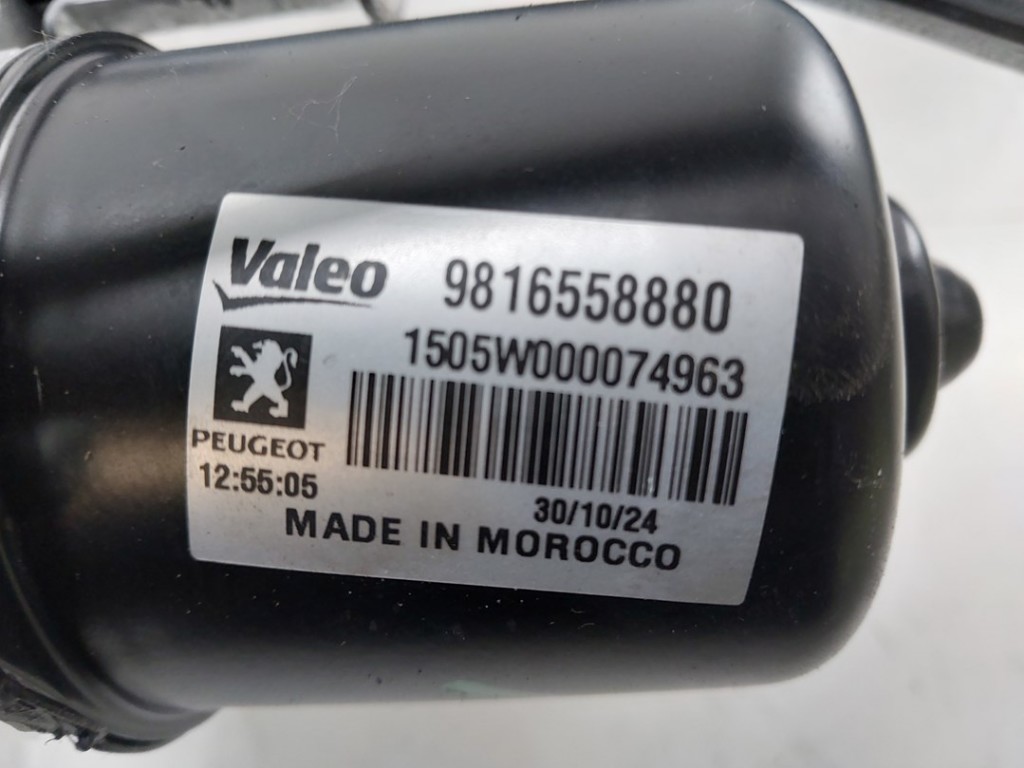 Valeo 9816558880
1505W000074963
PEUGEOT
12:55:05
30/10/24
MADE IN MOROCCO